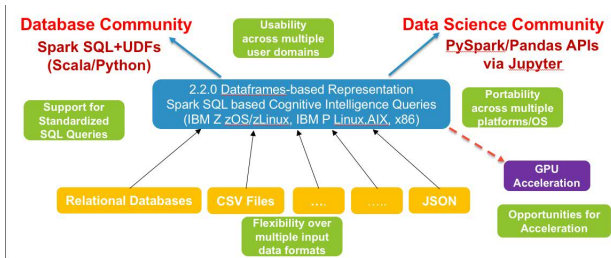 Database Community
Spark SQL+UDFs
(Scala/Python)
Usability
across multiple
user domains
Data Science Community
PySpark/Pandas APIs
via Jupyter
2.2.0 Dataframes-based Representation
Spark SQL based Cognitive Intelligence Queries
(IBM Z zOS/zLinux, IBM P Linux,AIX, x86)
Support for
Standardized
SQL Queries
Portability
across multiple
platforms/OS
GPU
Acceleration
Relational Databases
CSV Files
....
.....
JSON
Opportunities for
Acceleration
Flexibility over
multiple input
data formats